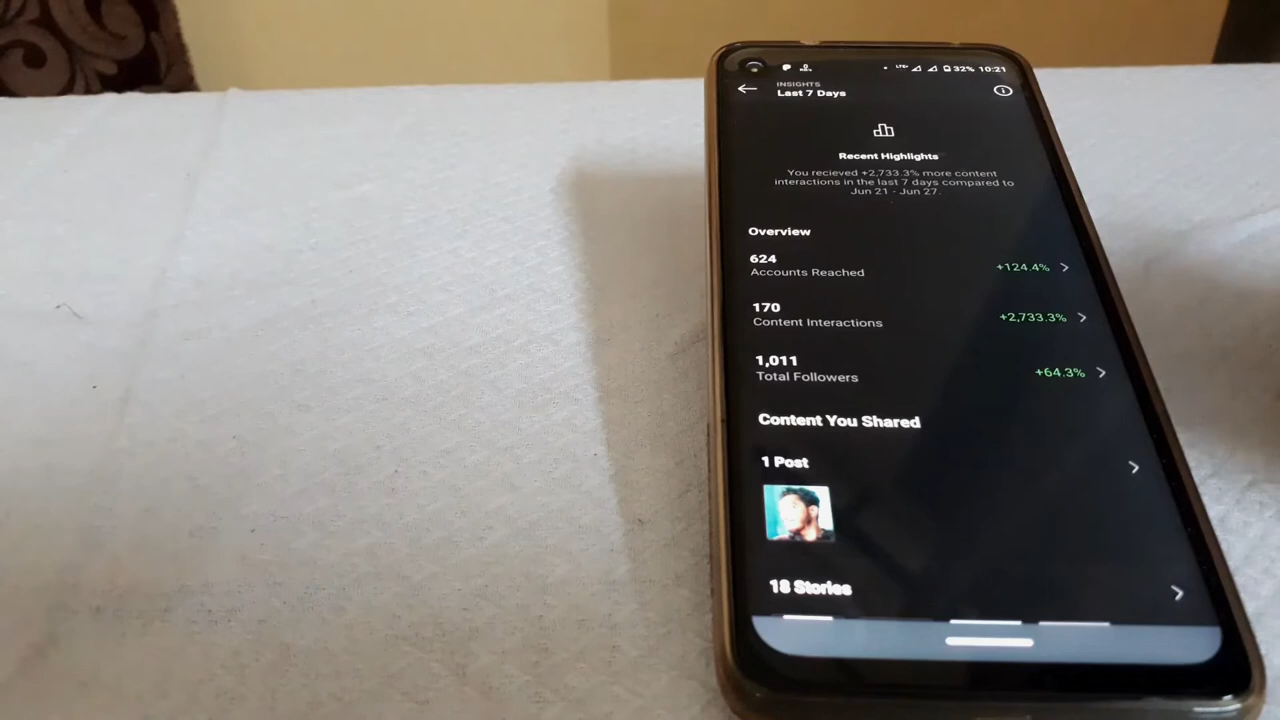 LTE+ 32% 10:21
INSIGHTS
Last 7 Days
Recent Highlights
You recieved +2,733.3% more content
interactions in the last 7 days compared to
Jun 21 - Jun 27.
Overview
624
Accounts Reached
+124.4%
170
Content Interactions
+2,733.3%
1,011
Total Followers
+64.3%
Content You Shared
1 Post
18 Stories